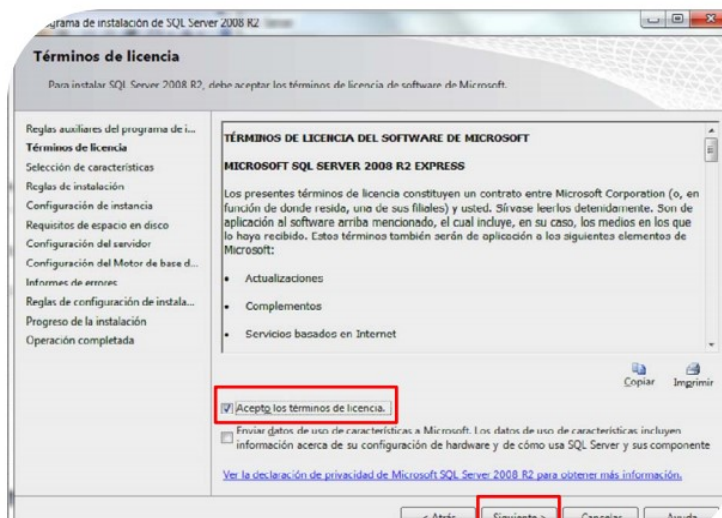 grama de instalación de SQL Server 2008 R2
Términos de licencia
Para instalar SQL Server 2008 R2, debe aceptar los términos de licencia de software de Microsoft.
Reglas auxiliares del programa de i...
Términos de licencia
Selección de características
Reglas de instalación
Configuración de instancia
Requisitos de espacio en disco
Configuración del servidor
Configuración del Motor de base d...
Informes de errores
Reglas de configuración de instala...
Progreso de la instalación
Operación completada
TÉRMINOS DE LICENCIA DEL SOFTWARE DE MICROSOFT
MICROSOFT SQL SERVER 2008 R2 EXPRESS
Los presentes términos de licencia constituyen un contrato entre Microsoft Corporation (o, en
función de donde resida, una de sus filiales) y usted. Sírvase leerlos detenidamente. Son de
aplicación al software arriba mencionado, el cual incluye, en su caso, los medios en los que
lo haya recibido. Estos términos también serán de aplicación a los siguientes elementos de
Microsoft:
• Actualizaciones
• Complementos
• Servicios basados en Internet
Copiar Imprimir
Acepto los términos de licencia.
Enviar datos de uso de características a Microsoft. Los datos de uso de características incluyen
información acerca de su configuración de hardware y de cómo usa SQL Server y sus componente
Ver la declaración de privacidad de Microsoft SQL Server 2008 R2 para obtener más información.
< Atrás Siguiente > Cancelar Ayuda